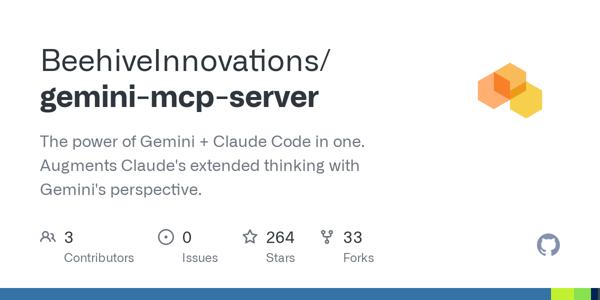 BeehiveInnovations/
gemini-mcp-server
The power of Gemini + Claude Code in one.
Augments Claude's extended thinking with
Gemini's perspective.
3 0 264 33
Contributors Issues Stars Forks